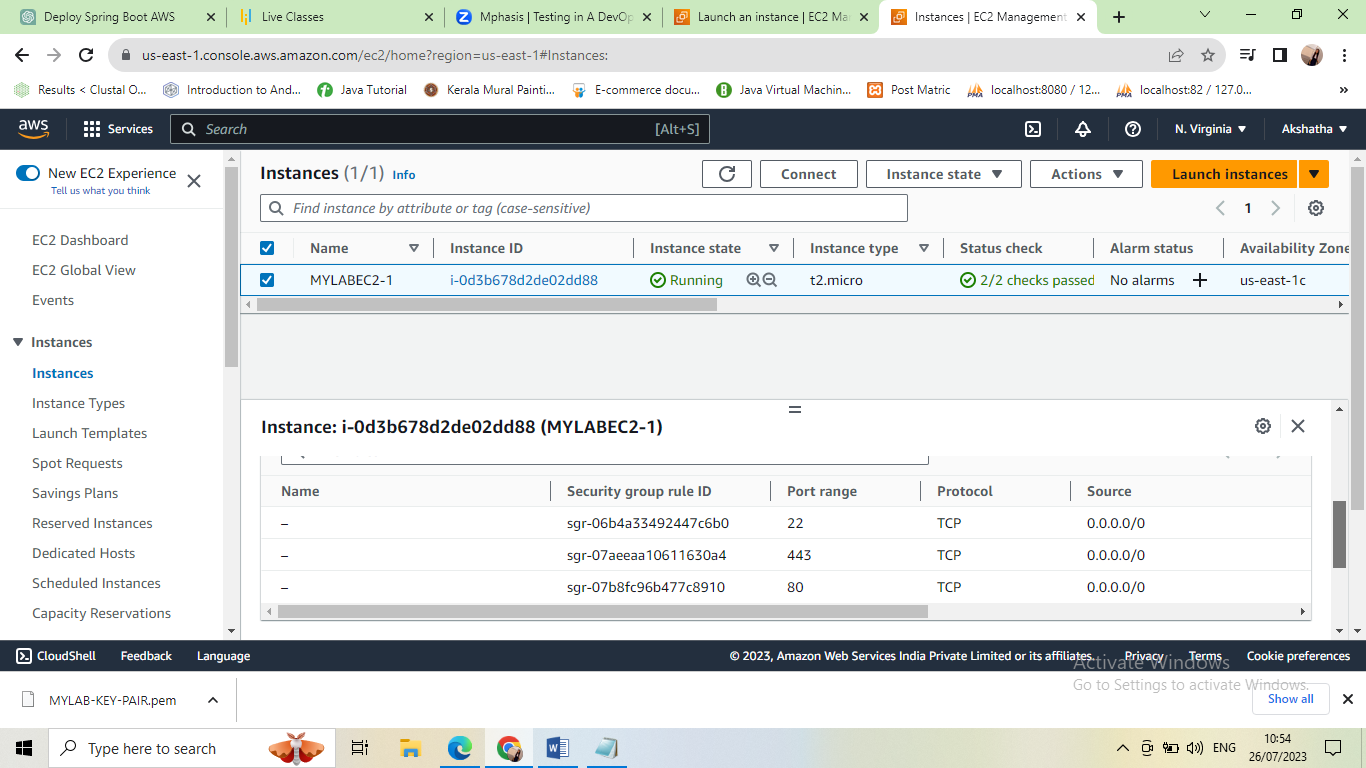 Deploy Spring Boot AWS
Live Classes
Mphasis | Testing in A DevOp
Launch an instance | EC2 Ma
Instances | EC2 Management
us-east-1.console.aws.amazon.com/ec2/home?region=us-east-1#Instances:
Results < Clustal O...
Introduction to And...
Java Tutorial
Kerala Mural Painti...
E-commerce docu...
Java Virtual Machin...
Post Matric
localhost:8080 / 12...
localhost:82 / 127.0...
»
aws
Services
Search
[Alt+S]
N. Virginia
Akshatha
New EC2 Experience
Tell us what you think
EC2 Dashboard
EC2 Global View
Events
Instances
Instances
Instance Types
Launch Templates
Spot Requests
Savings Plans
Reserved Instances
Dedicated Hosts
Scheduled Instances
Capacity Reservations
Instances (1/1) Info
Connect
Instance state
Actions
Launch instances
Find instance by attribute or tag (case-sensitive)
1
Name Instance ID Instance state Instance type Status check Alarm status Availability Zone
MYLABEC2-1 i-0d3b678d2de02dd88 Running t2.micro 2/2 checks passed No alarms + us-east-1c
Instance: i-0d3b678d2de02dd88 (MYLABEC2-1)
Name Security group rule ID Port range Protocol Source
– sgr-06b4a33492447c6b0 22 TCP 0.0.0.0/0
– sgr-07aeeaa10611630a4 443 TCP 0.0.0.0/0
– sgr-07b8fc96b477c8910 80 TCP 0.0.0.0/0
CloudShell
Feedback
Language
© 2023, Amazon Web Services India Private Limited or its affiliates.
Privacy
Terms
Cookie preferences
Activate Windows
Go to Settings to activate Windows.
MYLAB-KEY-PAIR.pem
Show all
Type here to search
ENG
10:54
26/07/2023